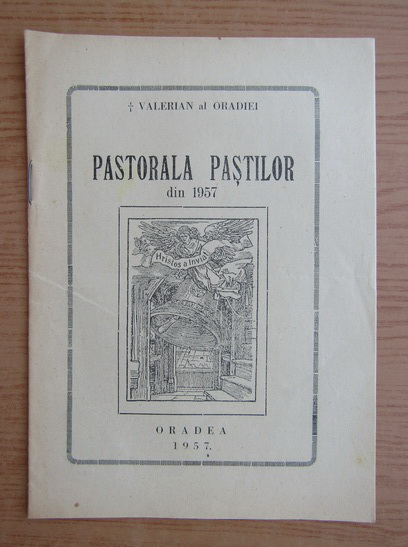 ‡ VALERIAN al ORADIEI
PASTORALA PAȘTILOR
din 1957
Hristos a înviat
ORADEA
1957.